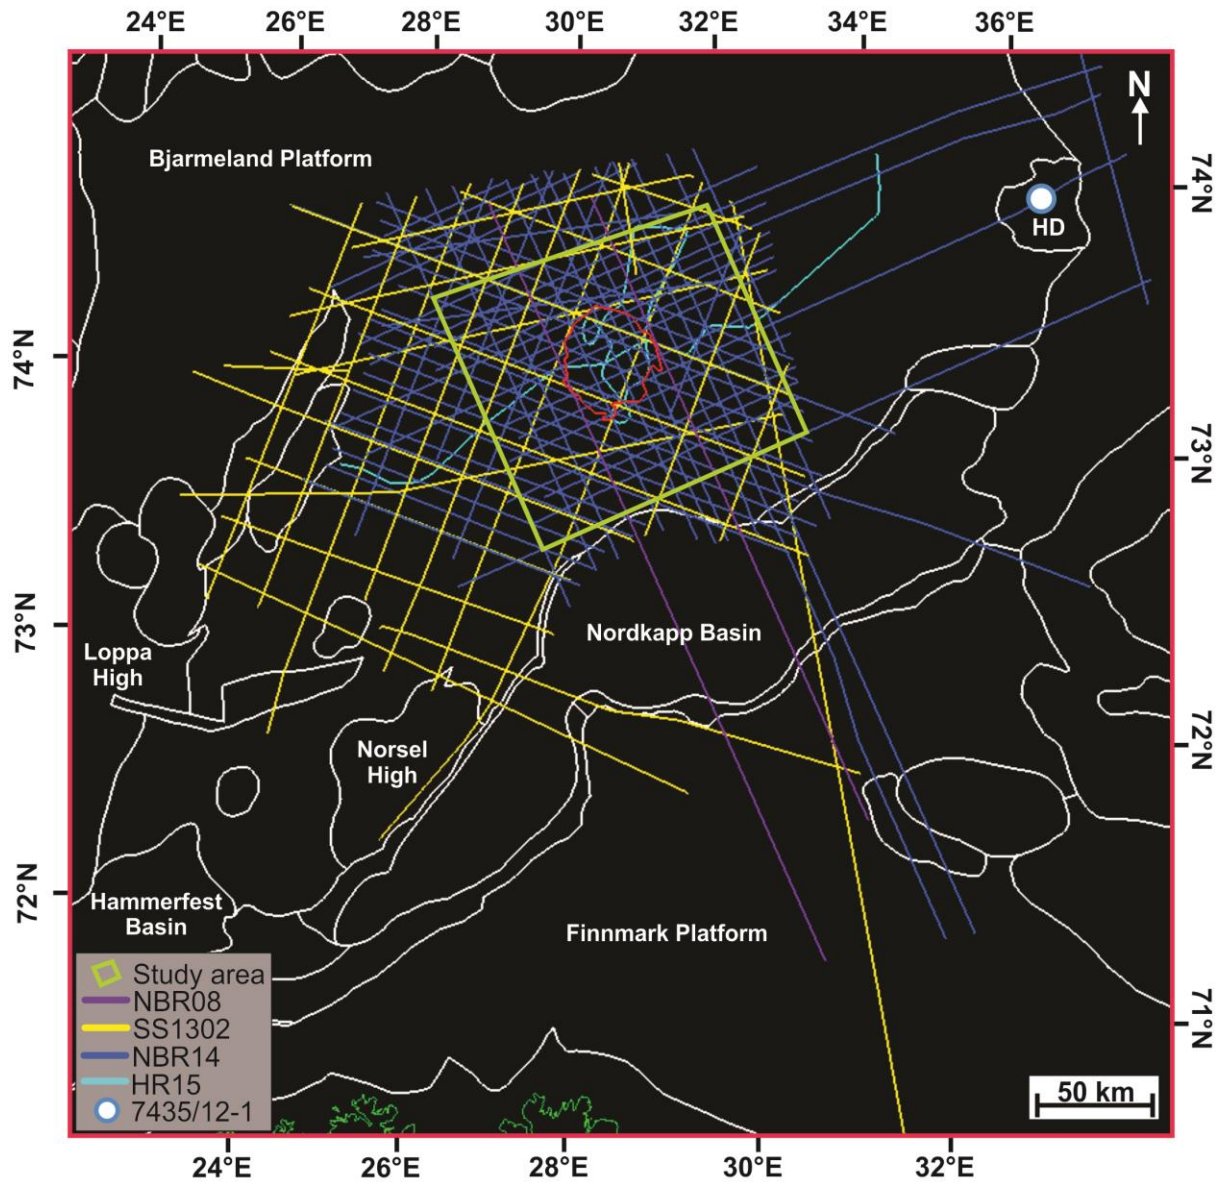 24°E 26°E 28°E 30°E 32°E 34°E 36°E
N
Bjarmeland Platform
74°N
HD
74°N
73°N
73°N
Nordkapp Basin
Loppa
High
Norsel
High
72°N
72°N
Hammerfest
Basin
Finnmark Platform
Study area
NBR08
SS1302
NBR14
HR15
7435/12-1
71°N
50 km
24°E 26°E 28°E 30°E 32°E